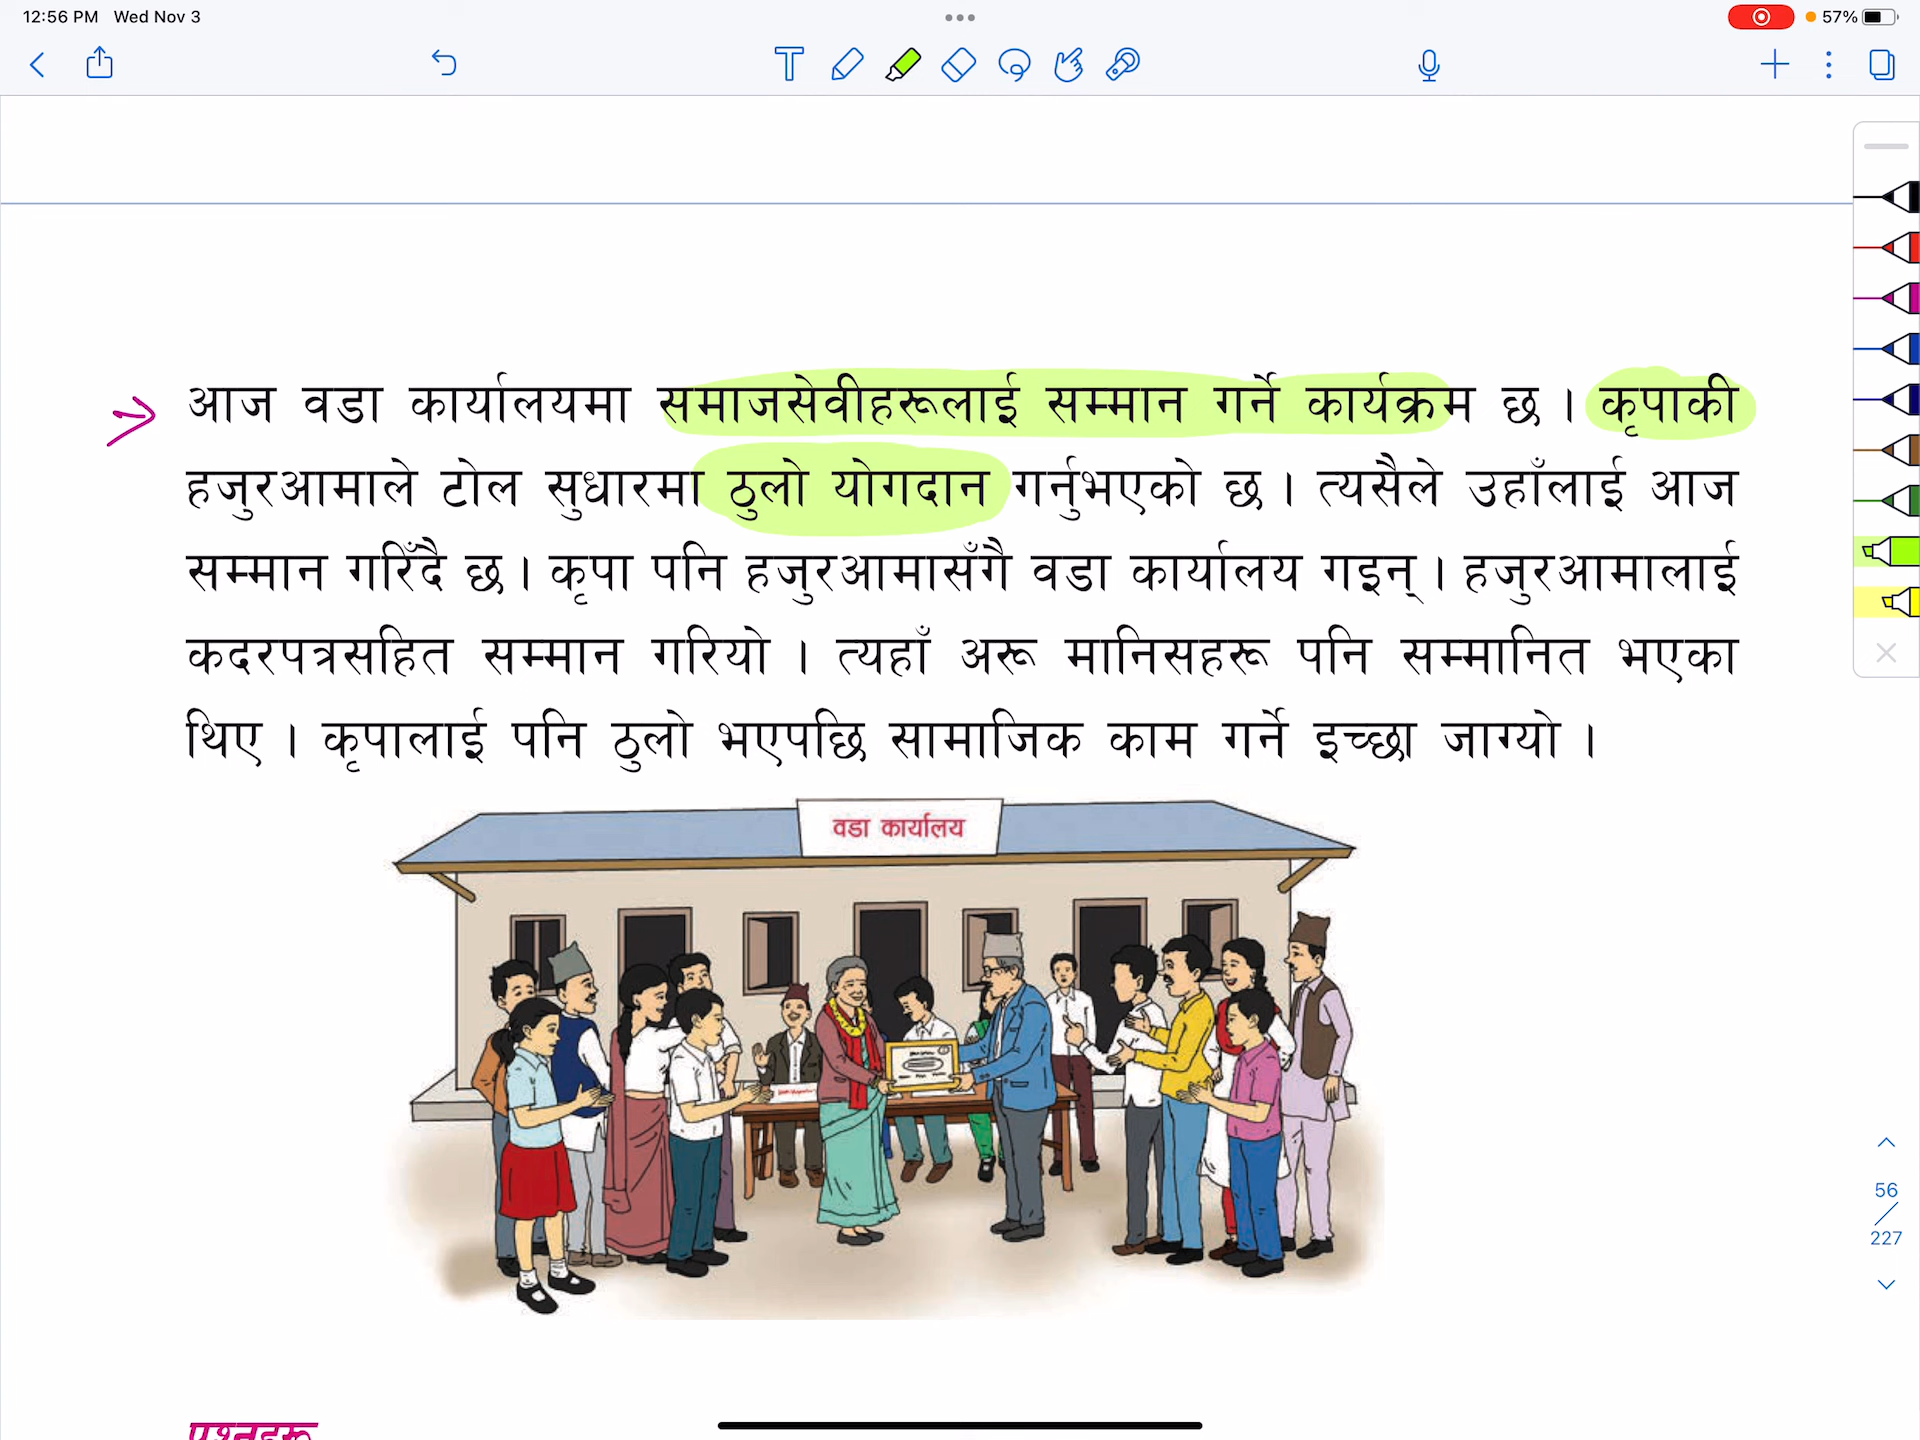 12:56 PM Wed Nov 3
57%
आज वडा कार्यालयमा समाजसेवीहरूलाई सम्मान गर्ने कार्यक्रम छ । कृपाकी
हजुरआमाले टोल सुधारमा ठुलो योगदान गर्नुभएको छ । त्यसैले उहाँलाई आज
सम्मान गरिँदै छ । कृपा पनि हजुरआमासँगै वडा कार्यालय गइन् । हजुरआमालाई
कदरपत्रसहित सम्मान गरियो । त्यहाँ अरू मानिसहरू पनि सम्मानित भएका
थिए । कृपालाई पनि ठुलो भएपछि सामाजिक काम गर्ने इच्छा जाग्यो ।
वडा कार्यालय
56
/
227
प्रश्नहरू